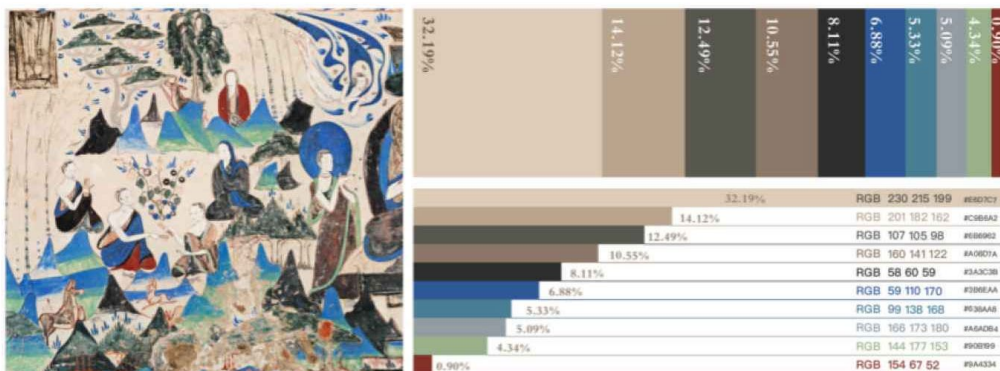 32.19%
14.12%
12.49%
10.55%
8.11%
6.88%
5.33%
5.09%
4.34%
0.90%
32.19% RGB 230 215 199 #E6D7C7
14.12% RGB 201 182 162 #C9B6A2
12.49% RGB 107 105 98 #6B6962
10.55% RGB 160 141 122 #A08D7A
8.11% RGB 58 60 59 #3A3C3B
6.88% RGB 59 110 170 #3B6EAA
5.33% RGB 99 138 168 #638AA8
5.09% RGB 166 173 180 #A6ADB4
4.34% RGB 144 177 153 #90B199
0.90% RGB 154 67 52 #9A4334